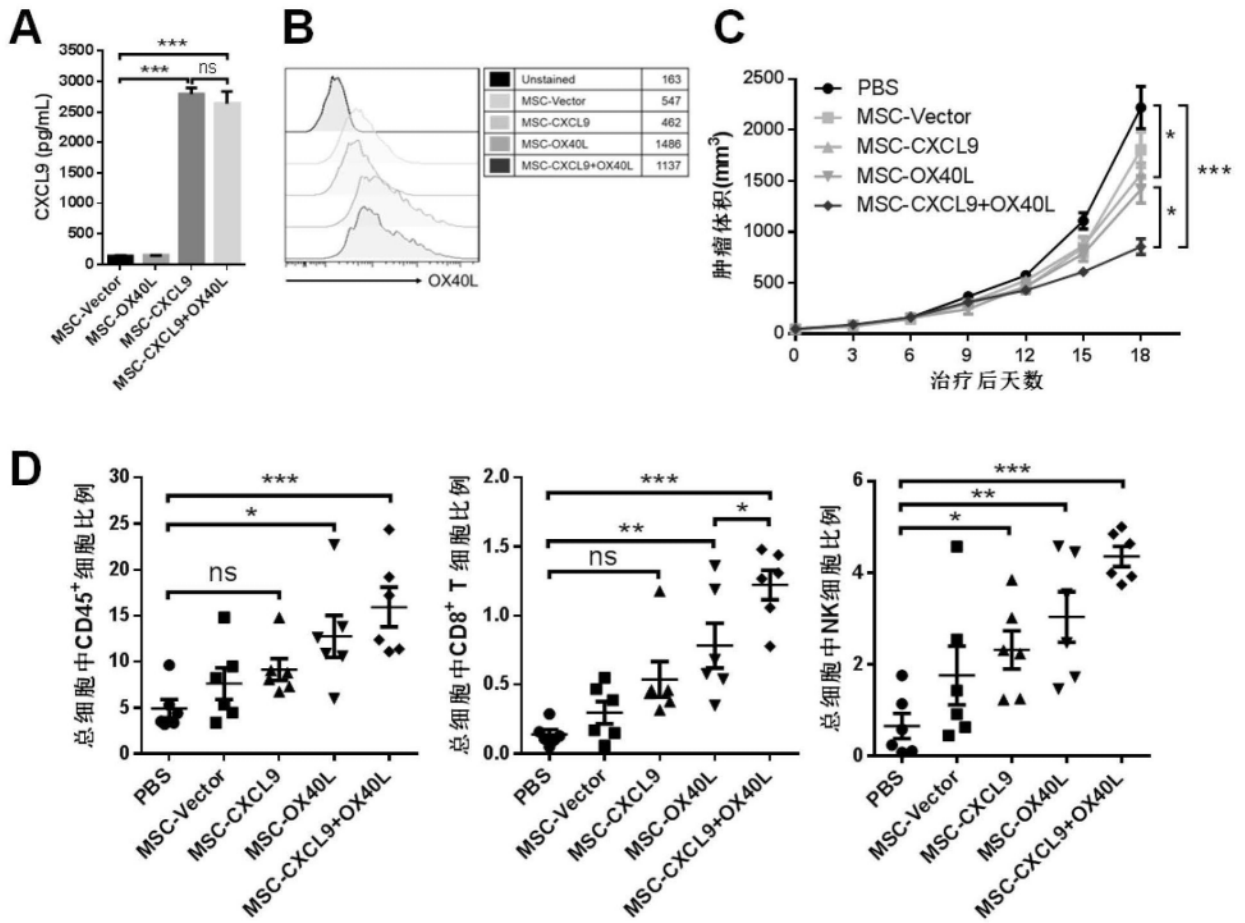 A
CXCL9 (pg/mL)
3500
3000
2500
2000
1500
1000
500
0
***
***
ns
MSC-Vector
MSC-OX40L
MSC-CXCL9
MSC-CXCL9+OX40L
B
Unstained 163
MSC-Vector 547
MSC-CXCL9 462
MSC-OX40L 1486
MSC-CXCL9+OX40L 1137
OX40L
C
肿瘤体积(mm³)
2500
2000
1500
1000
500
0
PBS
MSC-Vector
MSC-CXCL9
MSC-OX40L
MSC-CXCL9+OX40L
*
*
***
0 3 6 9 12 15 18
治疗后天数
D
总细胞中CD45⁺细胞比例
30
25
20
15
10
5
0
***
*
ns
PBS
MSC-Vector
MSC-CXCL9
MSC-OX40L
MSC-CXCL9+OX40L
总细胞中CD8⁺ T 细胞比例
2.0
1.5
1.0
0.5
0.0
***
**
*
ns
PBS
MSC-Vector
MSC-CXCL9
MSC-OX40L
MSC-CXCL9+OX40L
总细胞中NK细胞比例
6
4
2
0
***
**
*
PBS
MSC-Vector
MSC-CXCL9
MSC-OX40L
MSC-CXCL9+OX40L